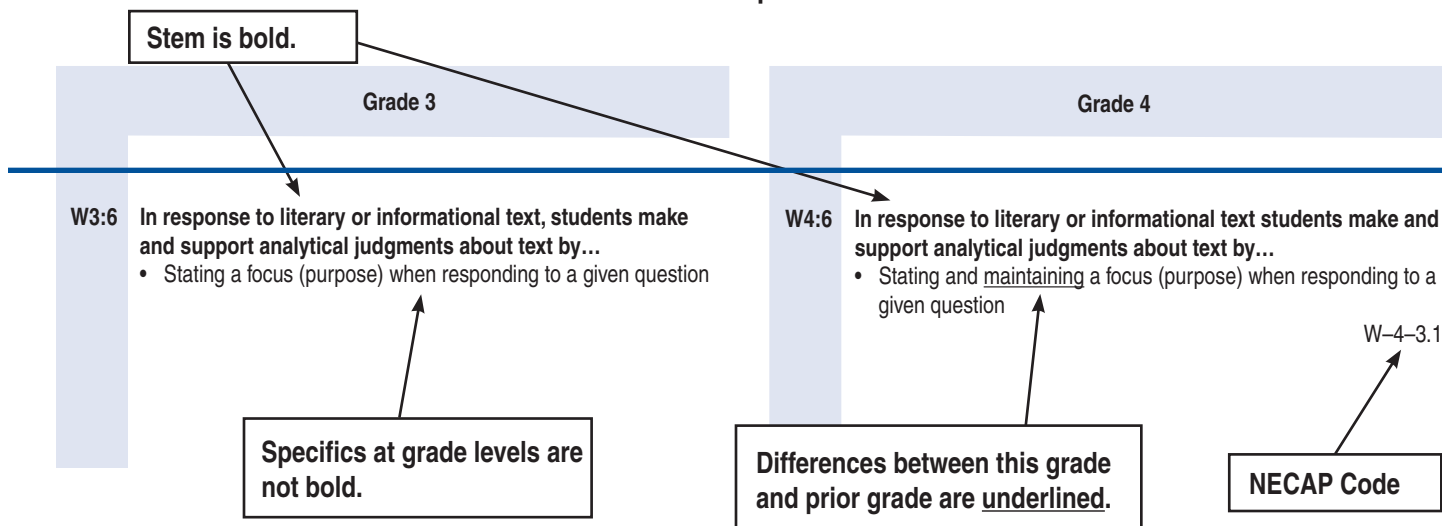 Stem is bold.
Grade 3
Grade 4
W3:6 In response to literary or informational text, students make
and support analytical judgments about text by…
• Stating a focus (purpose) when responding to a given question
W4:6 In response to literary or informational text students make and
support analytical judgments about text by…
• Stating and maintaining a focus (purpose) when responding to a
given question
W–4–3.1
Specifics at grade levels are
not bold.
Differences between this grade
and prior grade are underlined.
NECAP Code